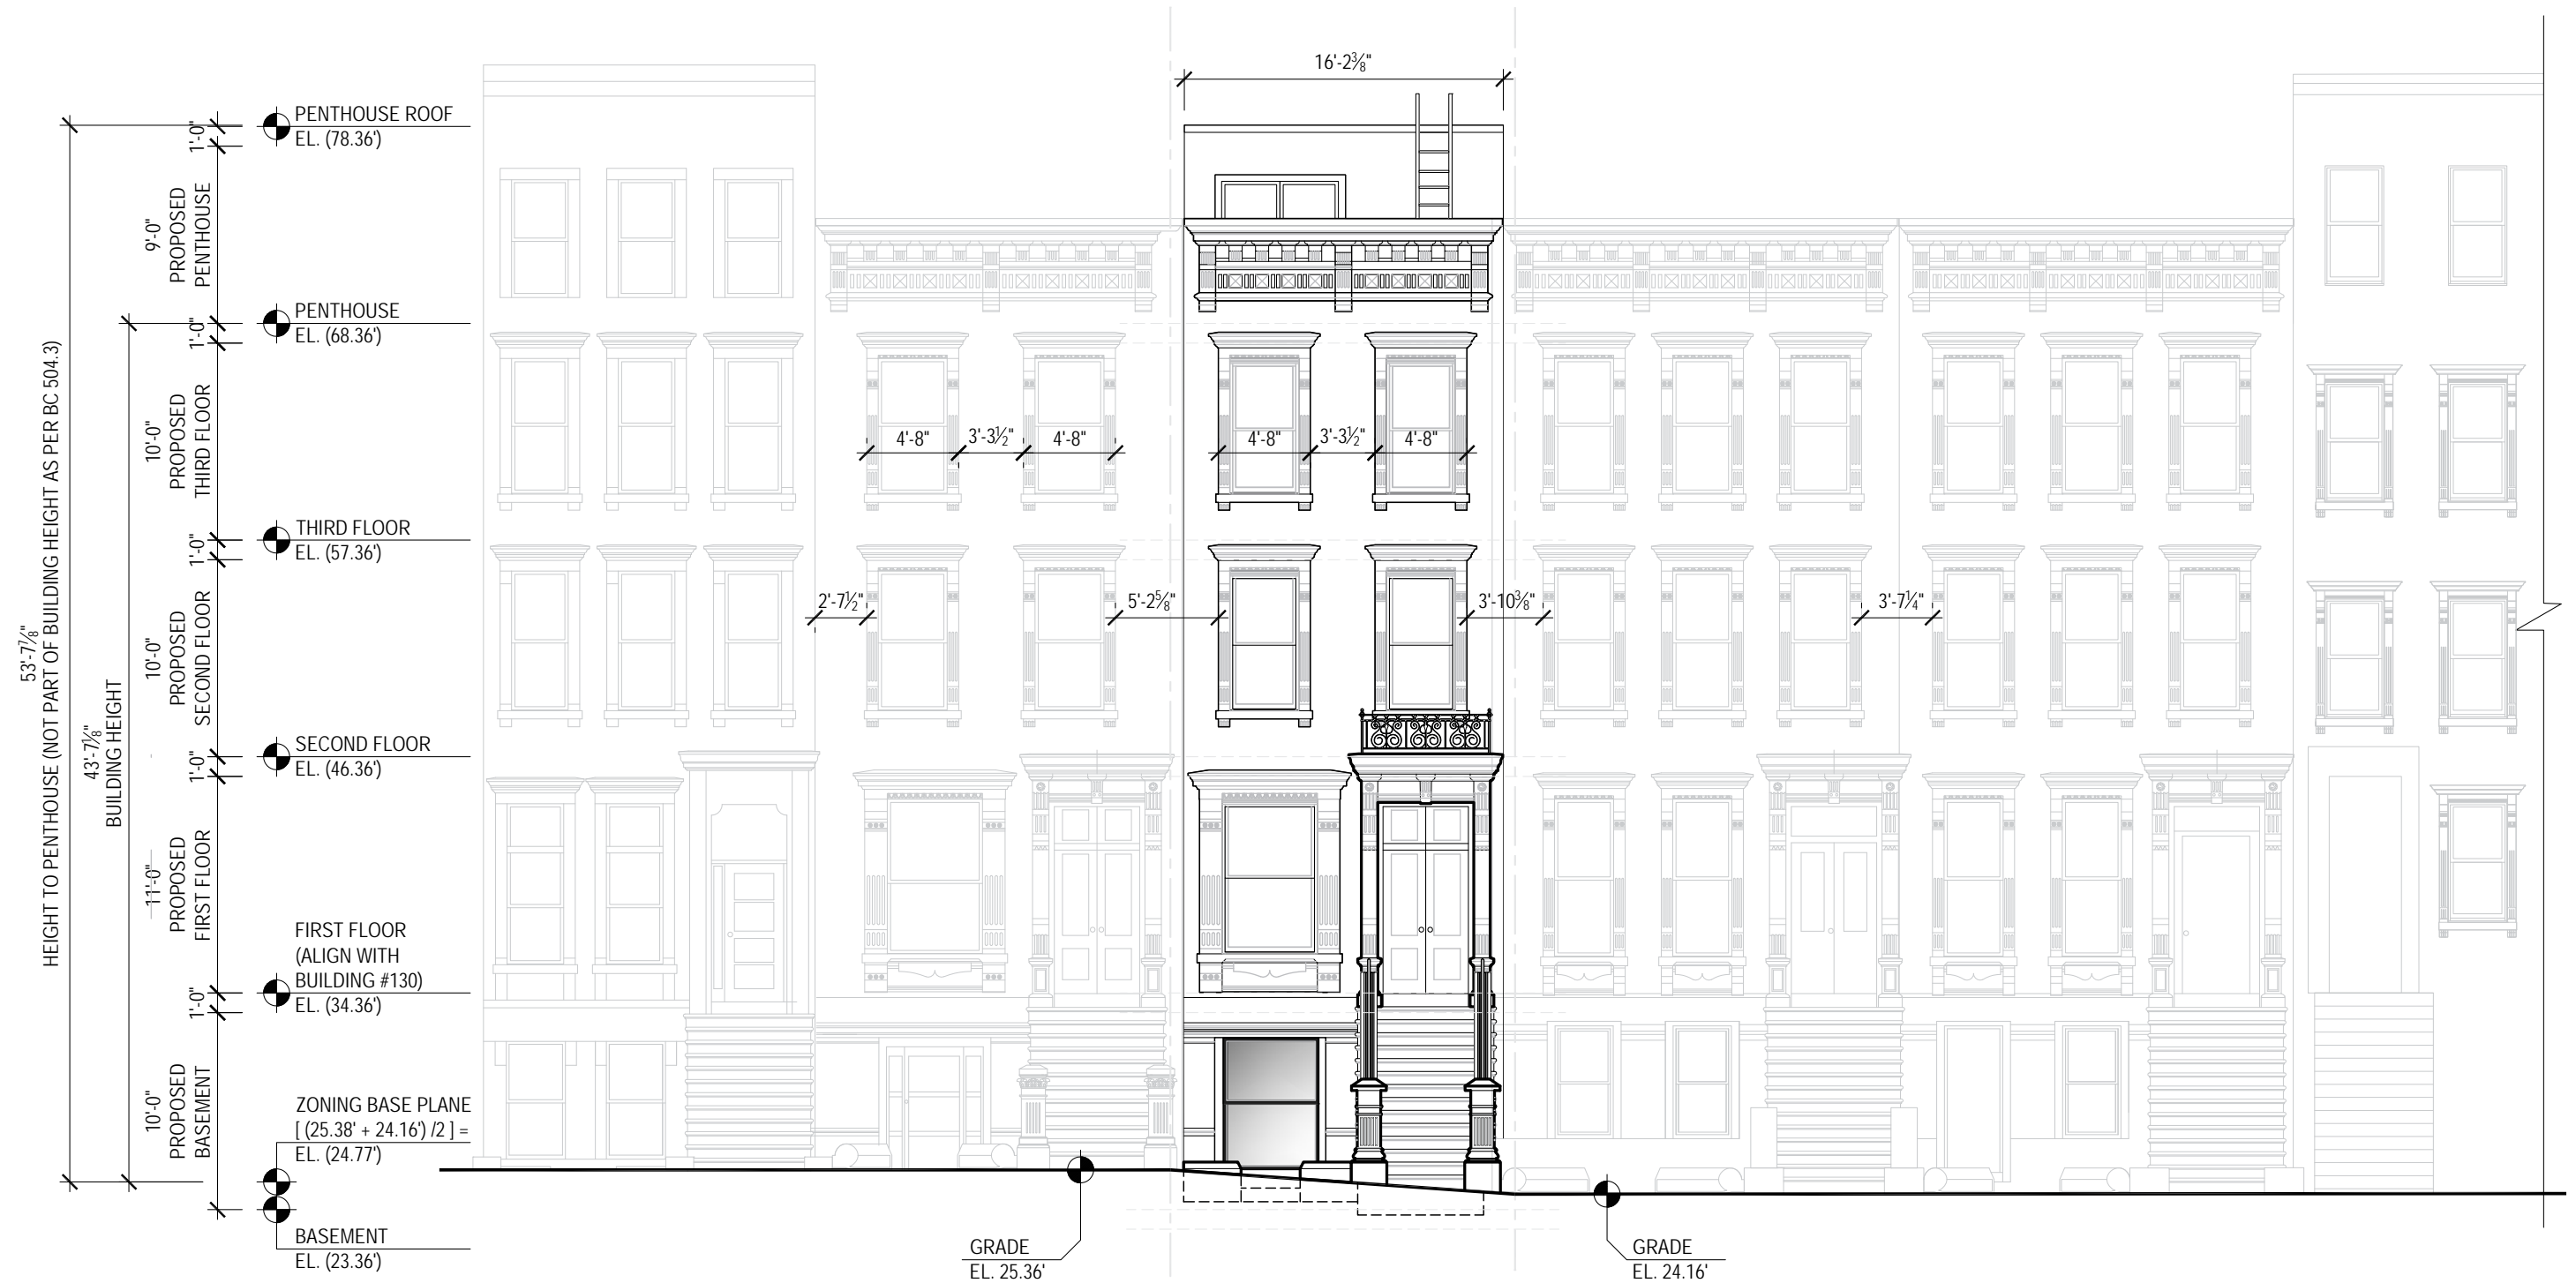 16'-2⅜"
PENTHOUSE ROOF
EL. (78.36')
1'-0"
9'-0"
PROPOSED
PENTHOUSE
PENTHOUSE
EL. (68.36')
1'-0"
10'-0"
PROPOSED
THIRD FLOOR
4'-8"
3'-3½"
4'-8"
4'-8"
3'-3½"
4'-8"
THIRD FLOOR
EL. (57.36')
1'-0"
10'-0"
PROPOSED
SECOND FLOOR
2'-7½"
5'-2⅝"
3'-10⅜"
3'-7¼"
53'-7⅞"
HEIGHT TO PENTHOUSE (NOT PART OF BUILDING HEIGHT AS PER BC 504.3)
43'-7⅛"
BUILDING HEIGHT
SECOND FLOOR
EL. (46.36')
1'-0"
11'-0"
PROPOSED
FIRST FLOOR
FIRST FLOOR
(ALIGN WITH
BUILDING #130)
EL. (34.36')
1'-0"
10'-0"
PROPOSED
BASEMENT
ZONING BASE PLANE
[ (25.38' + 24.16') /2 ] =
EL. (24.77')
BASEMENT
EL. (23.36')
GRADE
EL. 25.36'
GRADE
EL. 24.16'